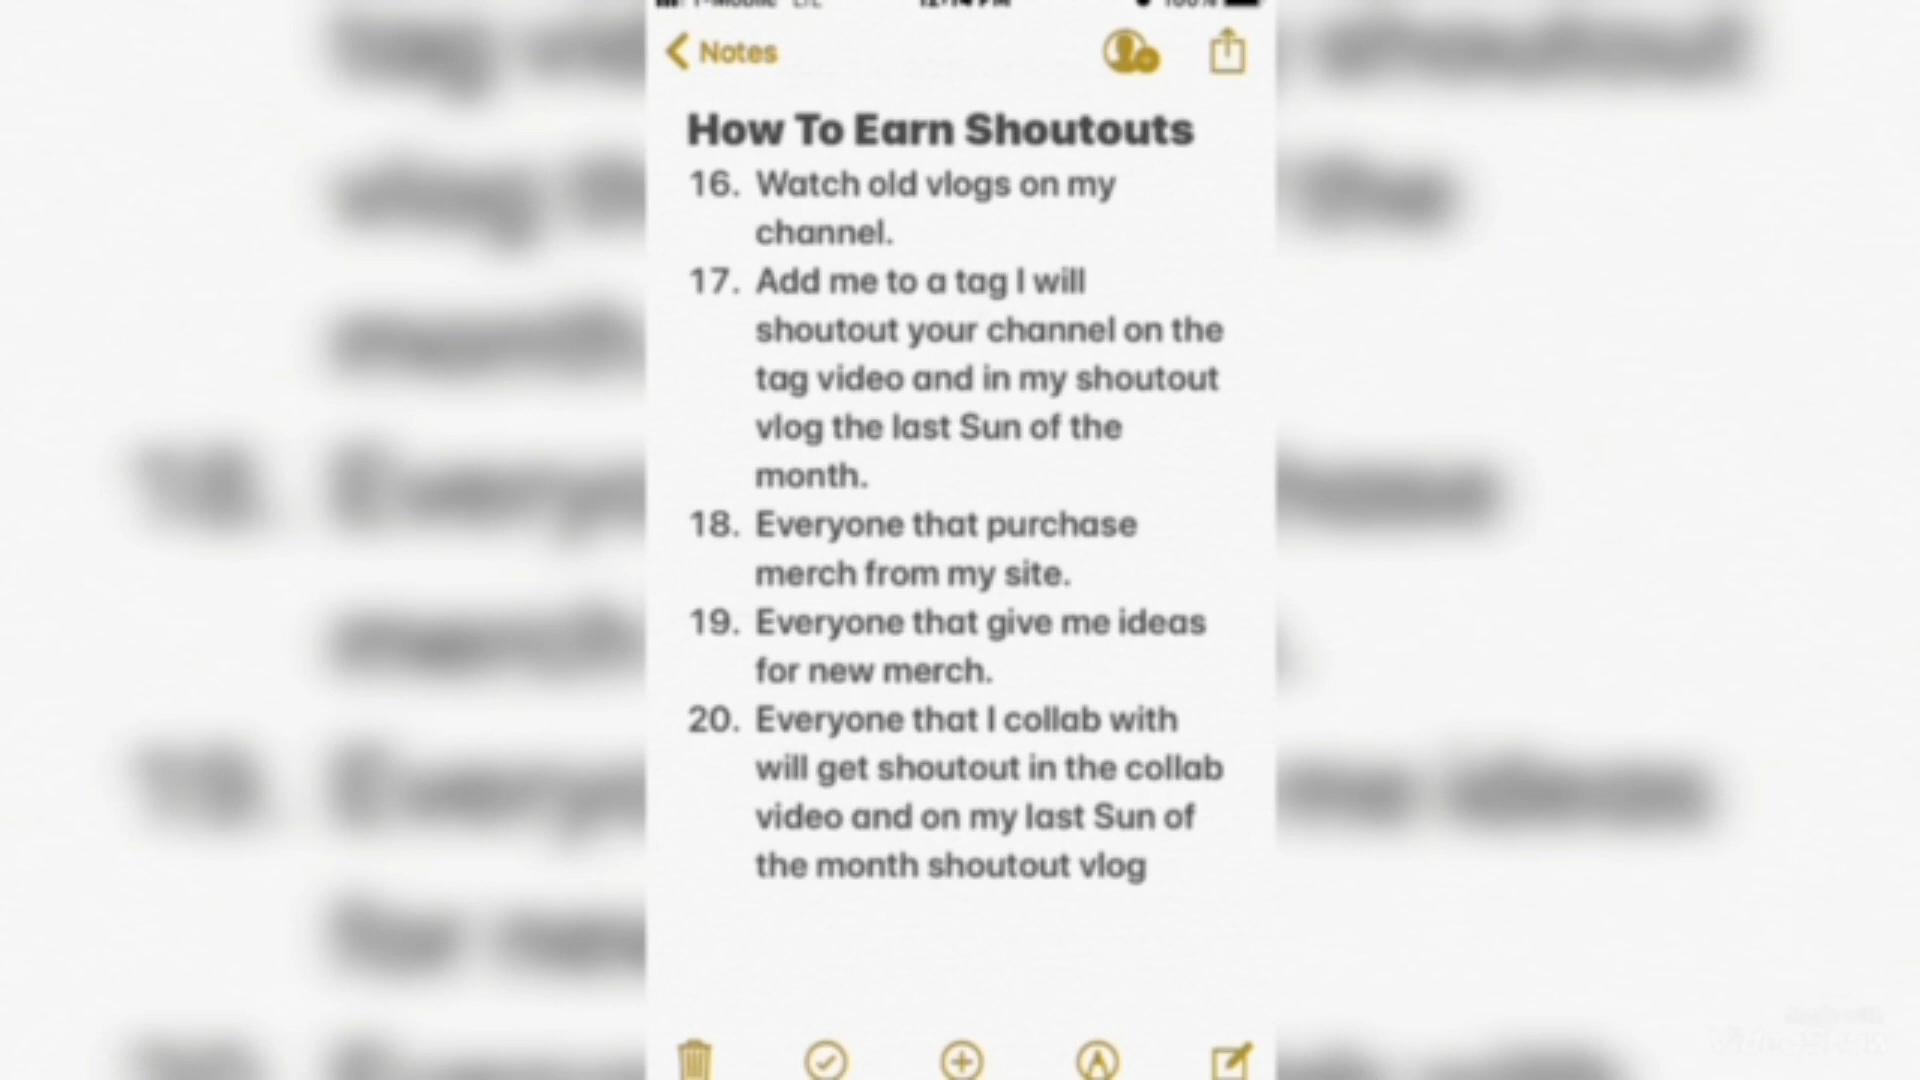 Notes
How To Earn Shoutouts
16. Watch old vlogs on my
channel.
17. Add me to a tag I will
shoutout your channel on the
tag video and in my shoutout
vlog the last Sun of the
month.
18. Everyone that purchase
merch from my site.
19. Everyone that give me ideas
for new merch.
20. Everyone that I collab with
will get shoutout in the collab
video and on my last Sun of
the month shoutout vlog